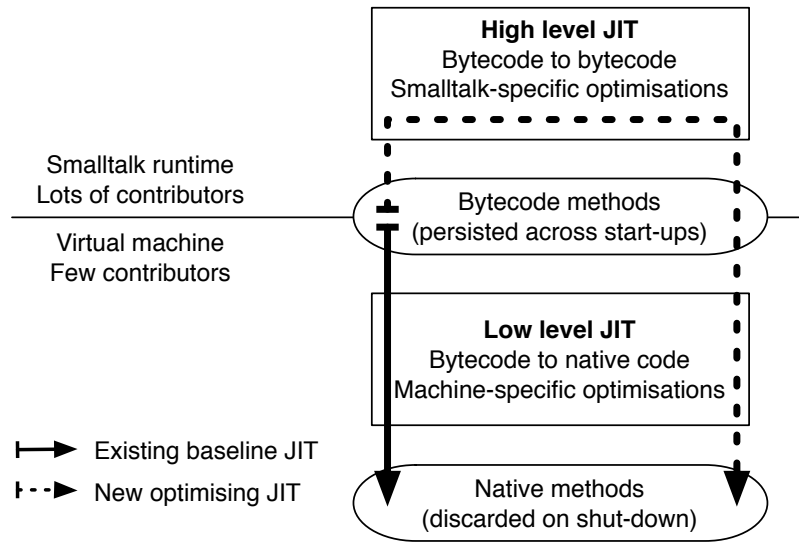 High level JIT
Bytecode to bytecode
Smalltalk-specific optimisations
Smalltalk runtime
Lots of contributors
Bytecode methods
(persisted across start-ups)
Virtual machine
Few contributors
Low level JIT
Bytecode to native code
Machine-specific optimisations
Existing baseline JIT
New optimising JIT
Native methods
(discarded on shut-down)